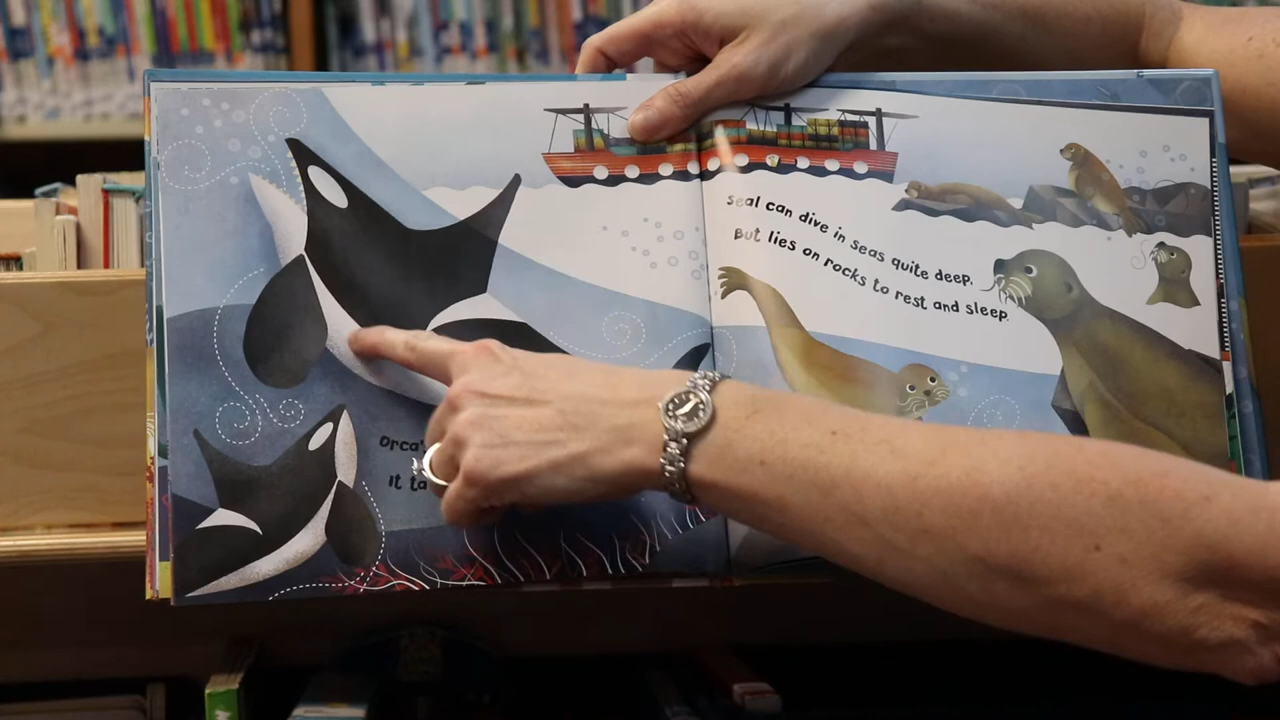 Orca'
It ta
Seal can dive in seas quite deep,
But lies on rocks to rest and sleep.